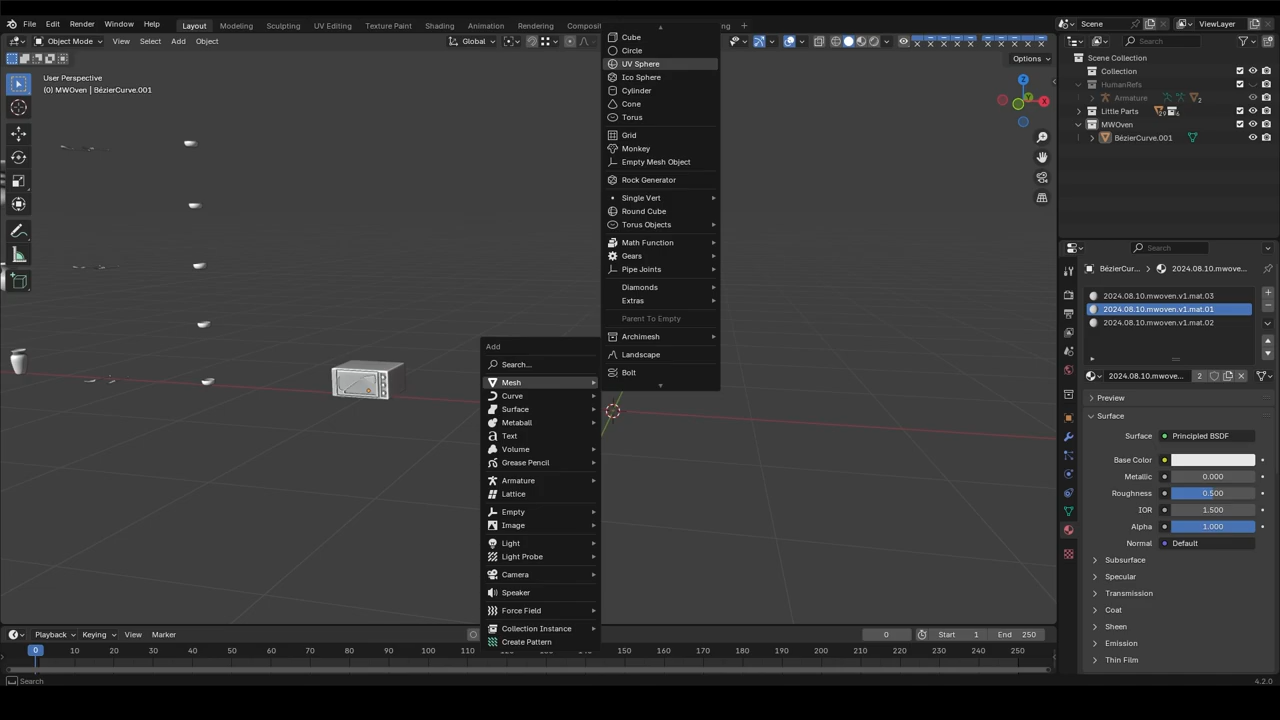 File Edit Render Window Help
Layout Modeling Sculpting UV Editing Texture Paint Shading Animation Rendering Composit ng
Scene ViewLayer
Object Mode View Select Add Object
Global
Options
Search
User Perspective
(0) MWOven | BézierCurve.001
X
Y
Z
Cube
Circle
UV Sphere
Ico Sphere
Cylinder
Cone
Torus
Grid
Monkey
Empty Mesh Object
Rock Generator
Single Vert
Round Cube
Torus Objects
Math Function
Gears
Pipe Joints
Diamonds
Extras
Parent To Empty
Archimesh
Landscape
Bolt
Add
Search...
Mesh
Curve
Surface
Metaball
Text
Volume
Grease Pencil
Armature
Lattice
Empty
Image
Light
Light Probe
Camera
Speaker
Force Field
Collection Instance
Create Pattern
Scene Collection
Collection
HumanRefs
Armature 2
Little Parts
MWOven
BézierCurve.001
Search
BézierCur... 2024.08.10.mwove...
2024.08.10.mwoven.v1.mat.03
2024.08.10.mwoven.v1.mat.01
2024.08.10.mwoven.v1.mat.02
2024.08.10.mwove... 2
Preview
Surface
Surface Principled BSDF
Base Color
Metallic 0.000
Roughness 0.500
IOR 1.500
Alpha 1.000
Normal Default
Subsurface
Specular
Transmission
Coat
Sheen
Emission
Thin Film
Playback Keying View Marker
0 Start 1 End 250
0 10 20 30 40 50 60 70 80 90 100 110 120 130 140 150 160 170 180 190 200 210 220 230 240 250
Search
4.2.0